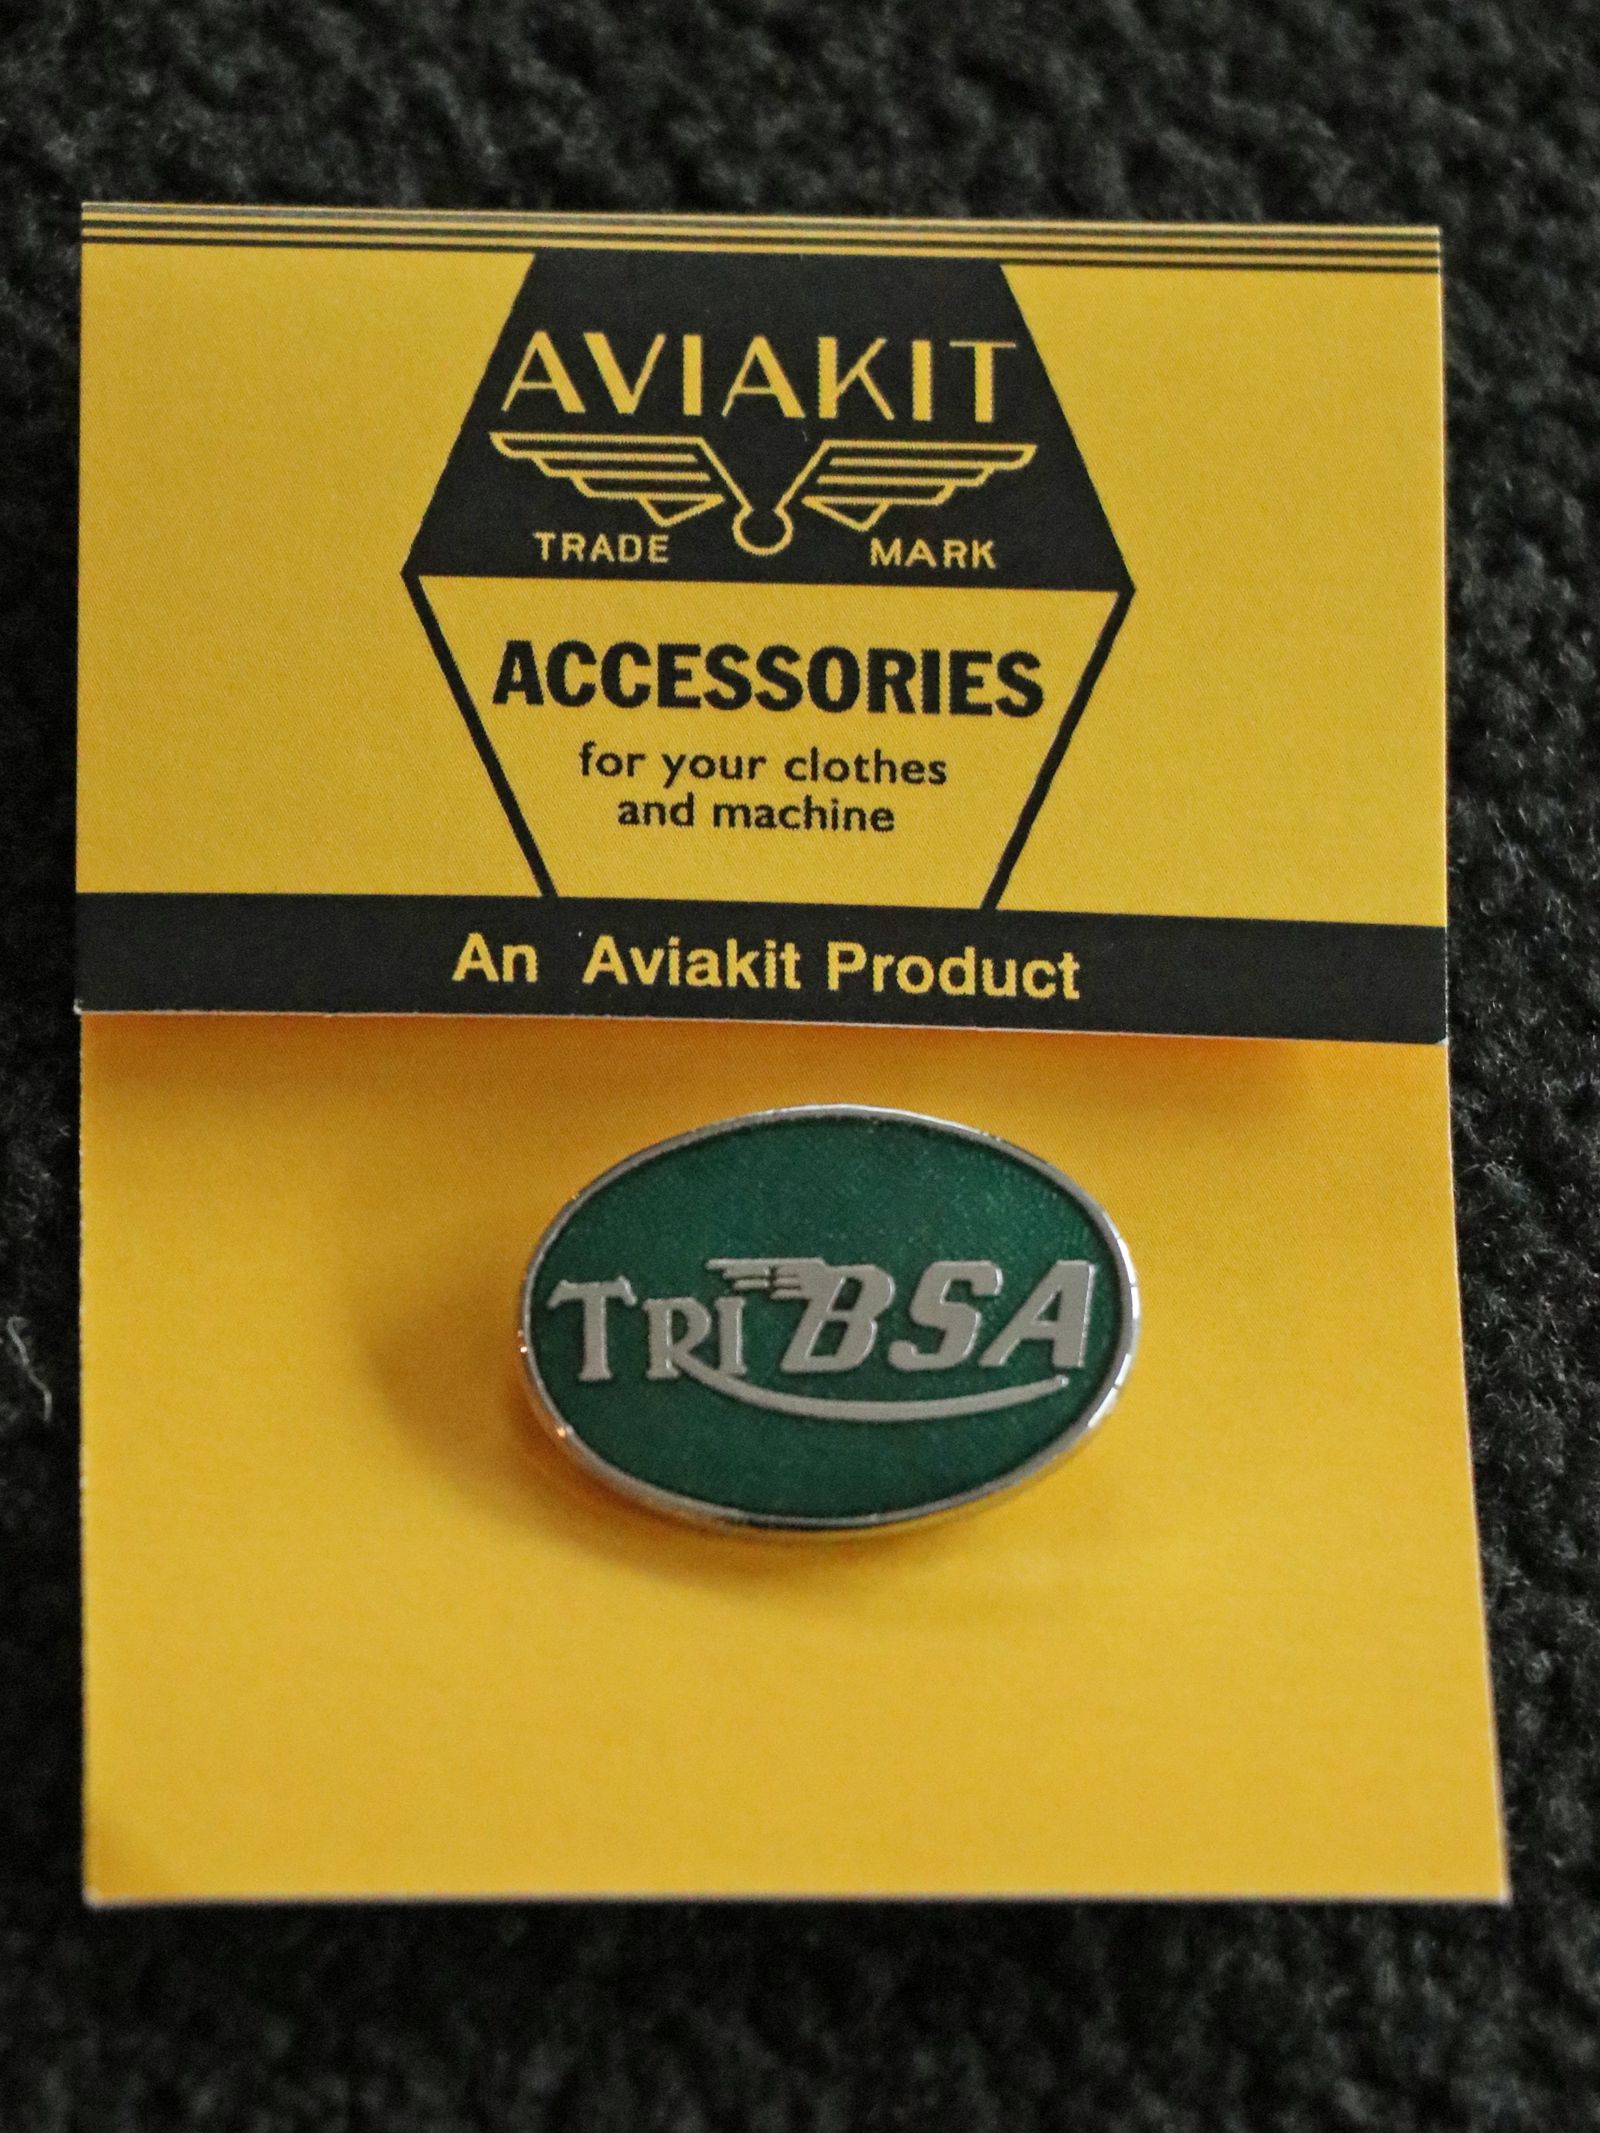 AVIAKIT
TRADE MARK
ACCESSORIES
for your clothes
and machine
An Aviakit Product
TRIBSA